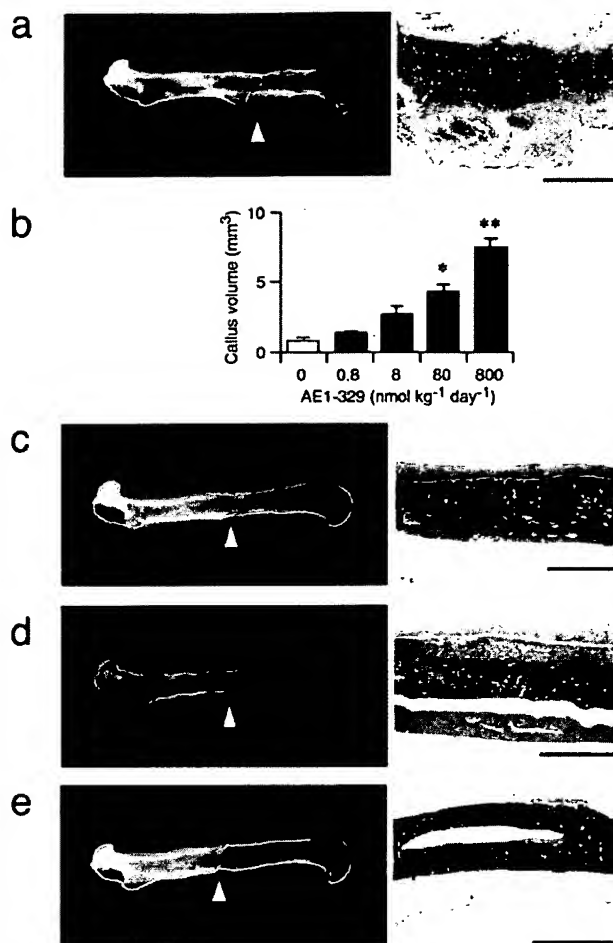 a
b
Callus volume (mm³)
10
5
0
* **
0 0.8 8 80 800
AE1-329 (nmol kg⁻¹ day⁻¹)
c
d
e